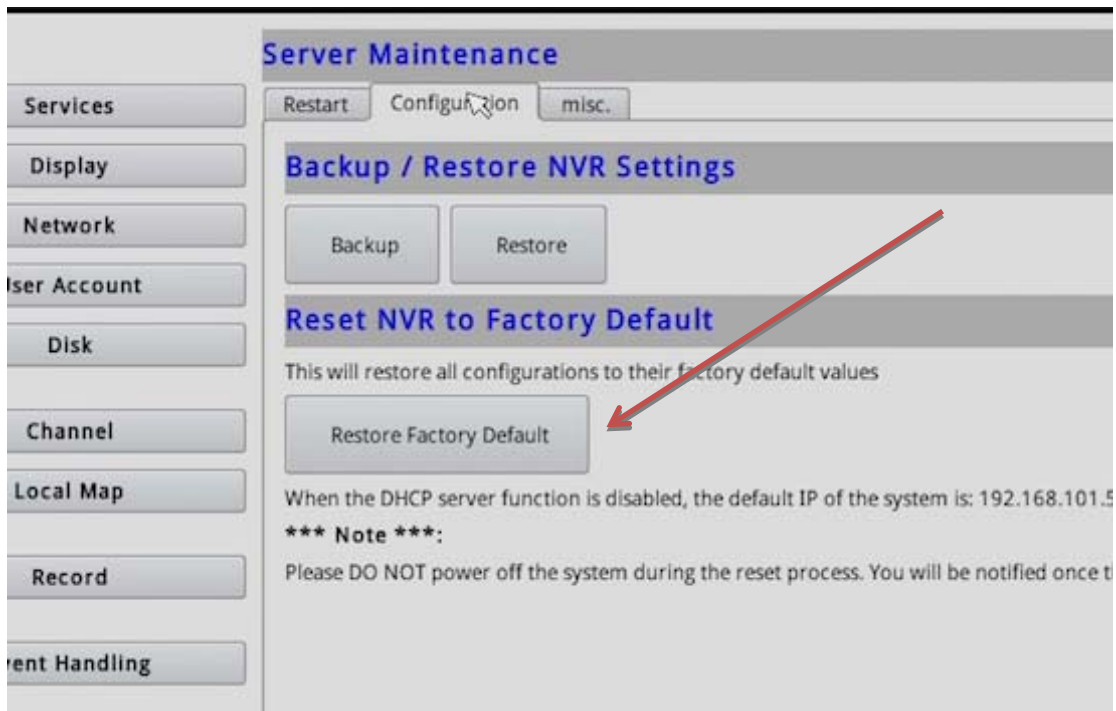 Server Maintenance
Restart Configuration misc.
Services
Display
Network
User Account
Disk
Channel
Local Map
Record
Event Handling
Backup / Restore NVR Settings
Backup Restore
Reset NVR to Factory Default
This will restore all configurations to their factory default values
Restore Factory Default
When the DHCP server function is disabled, the default IP of the system is: 192.168.101.5
*** Note ***:
Please DO NOT power off the system during the reset process. You will be notified once t